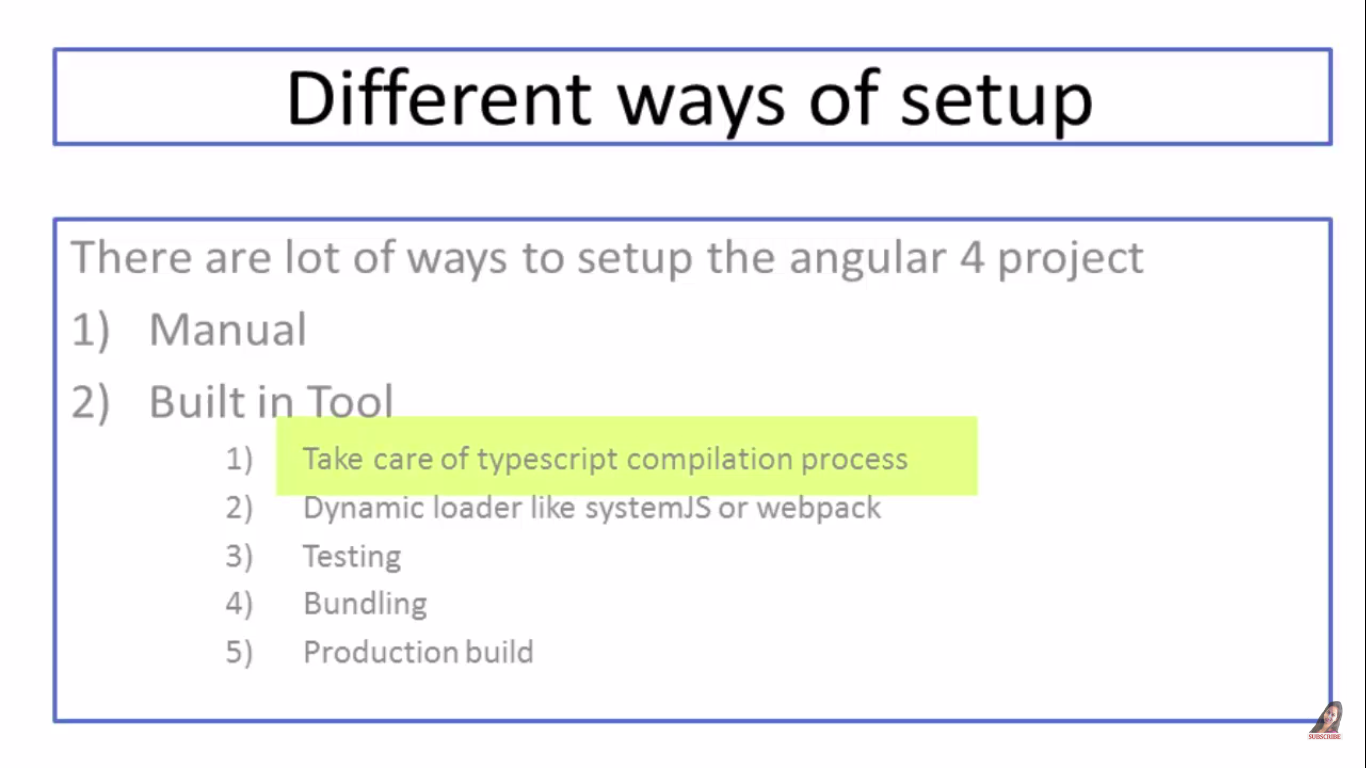 Different ways of setup
There are lot of ways to setup the angular 4 project
1) Manual
2) Built in Tool
1) Take care of typescript compilation process
2) Dynamic loader like systemJS or webpack
3) Testing
4) Bundling
5) Production build
SUBSCRIBE